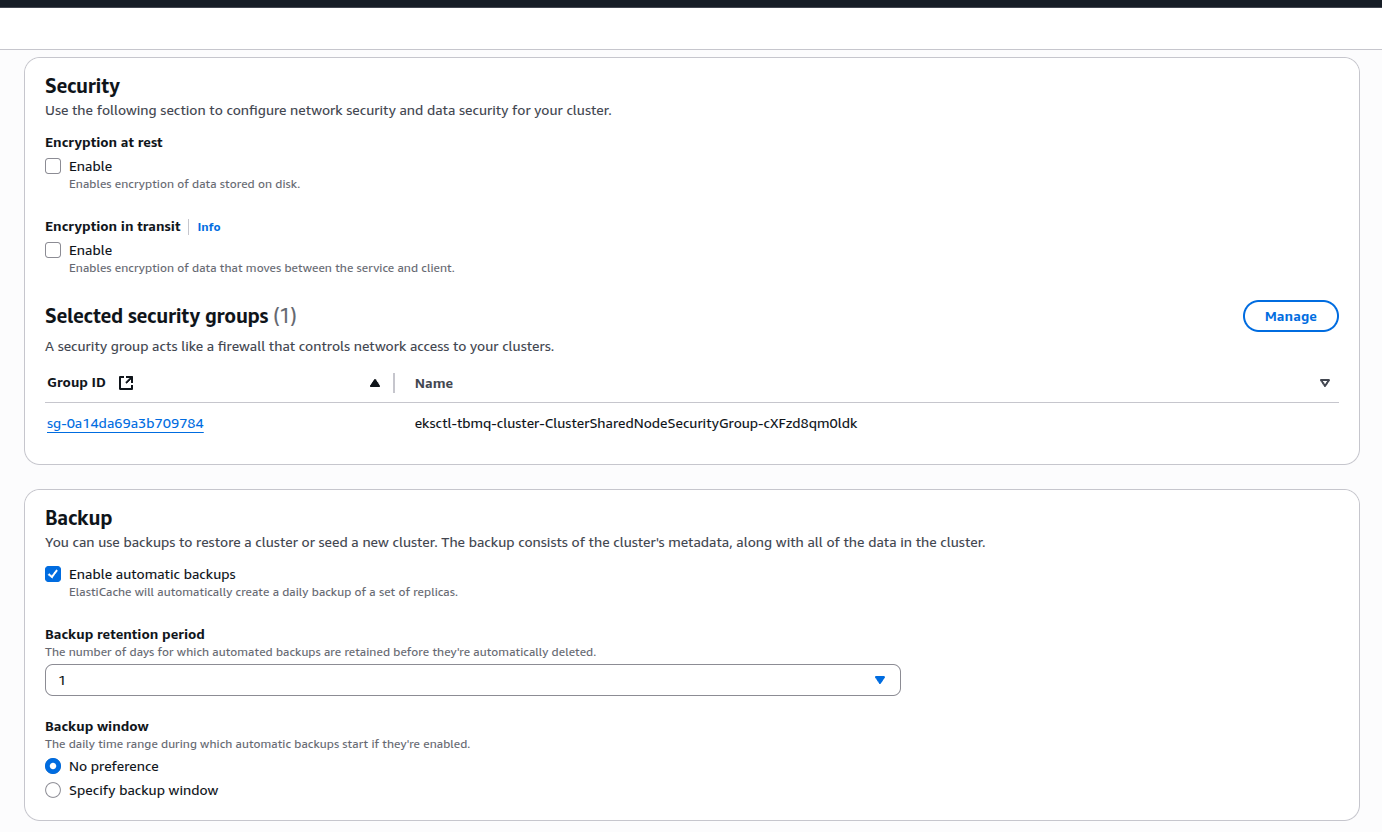 Security
Use the following section to configure network security and data security for your cluster.
Encryption at rest
Enable
Enables encryption of data stored on disk.
Encryption in transit Info
Enable
Enables encryption of data that moves between the service and client.
Selected security groups (1)
Manage
A security group acts like a firewall that controls network access to your clusters.
Group ID Name
sg-0a14da69a3b709784 eksctl-tbmq-cluster-ClusterSharedNodeSecurityGroup-cXFzd8qm0ldk
Backup
You can use backups to restore a cluster or seed a new cluster. The backup consists of the cluster's metadata, along with all of the data in the cluster.
Enable automatic backups
ElastiCache will automatically create a daily backup of a set of replicas.
Backup retention period
The number of days for which automated backups are retained before they're automatically deleted.
1
Backup window
The daily time range during which automatic backups start if they're enabled.
No preference
Specify backup window